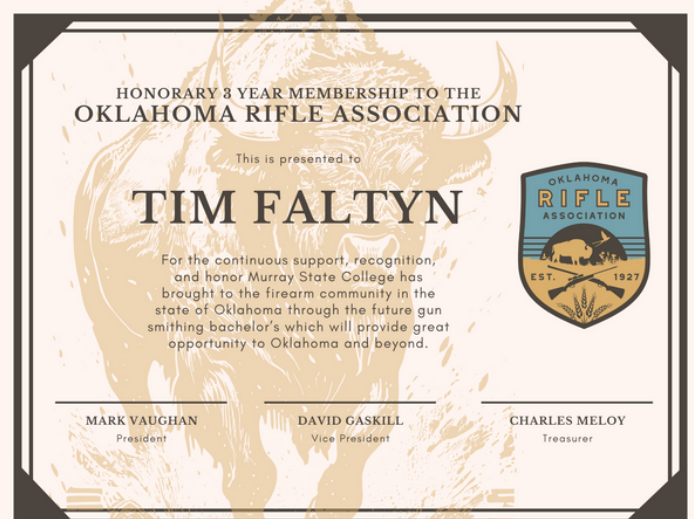 HONORARY 3 YEAR MEMBERSHIP TO THE
OKLAHOMA RIFLE ASSOCIATION
This is presented to
TIM FALTYN
For the continuous support, recognition,
and honor Murray State College has
brought to the firearm community in the
state of Oklahoma through the future gun
smithing bachelor's which will provide great
opportunity to Oklahoma and beyond.
OKLAHOMA
RIFLE
ASSOCIATION
EST. 1927
MARK VAUGHAN DAVID GASKILL CHARLES MELOY
President Vice President Treasurer